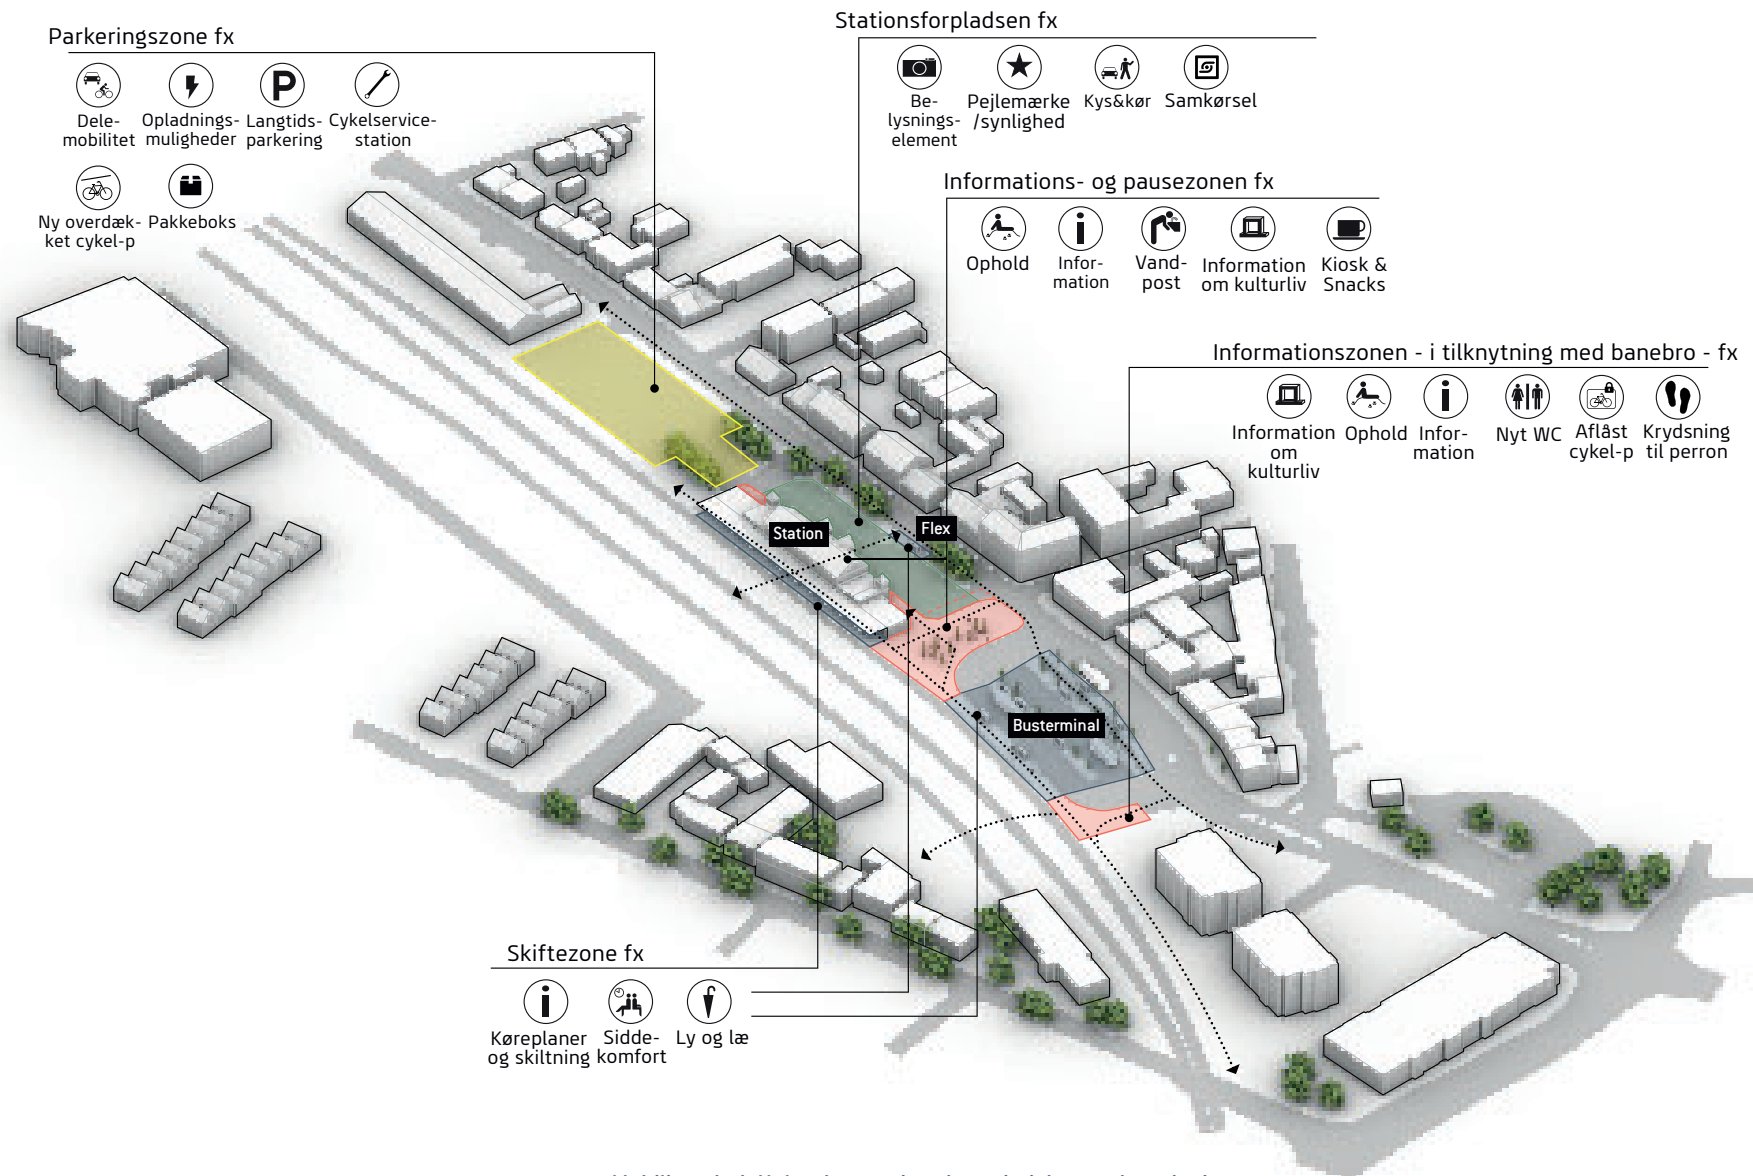 Parkeringszone fx
Dele-
mobilitet
Opladnings-
muligheder
Langtids-
parkering
Cykelservice-
station
Ny overdæk-
ket cykel-p
Pakkeboks
Stationsforpladsen fx
Be-
lysnings-
element
Pejlemærke
/synlighed
Kys&kør
Samkørsel
Informations- og pausezonen fx
Ophold
Infor-
mation
Vand-
post
Information
om kulturliv
Kiosk &
Snacks
Informationszonen - i tilknytning med banebro - fx
Information
om
kulturliv
Ophold
Infor-
mation
Nyt WC
Aflåst
cykel-p
Krydsning
til perron
Station
Flex
Busterminal
Skiftezone fx
Køreplaner
og skiltning
Sidde-
komfort
Ly og læ